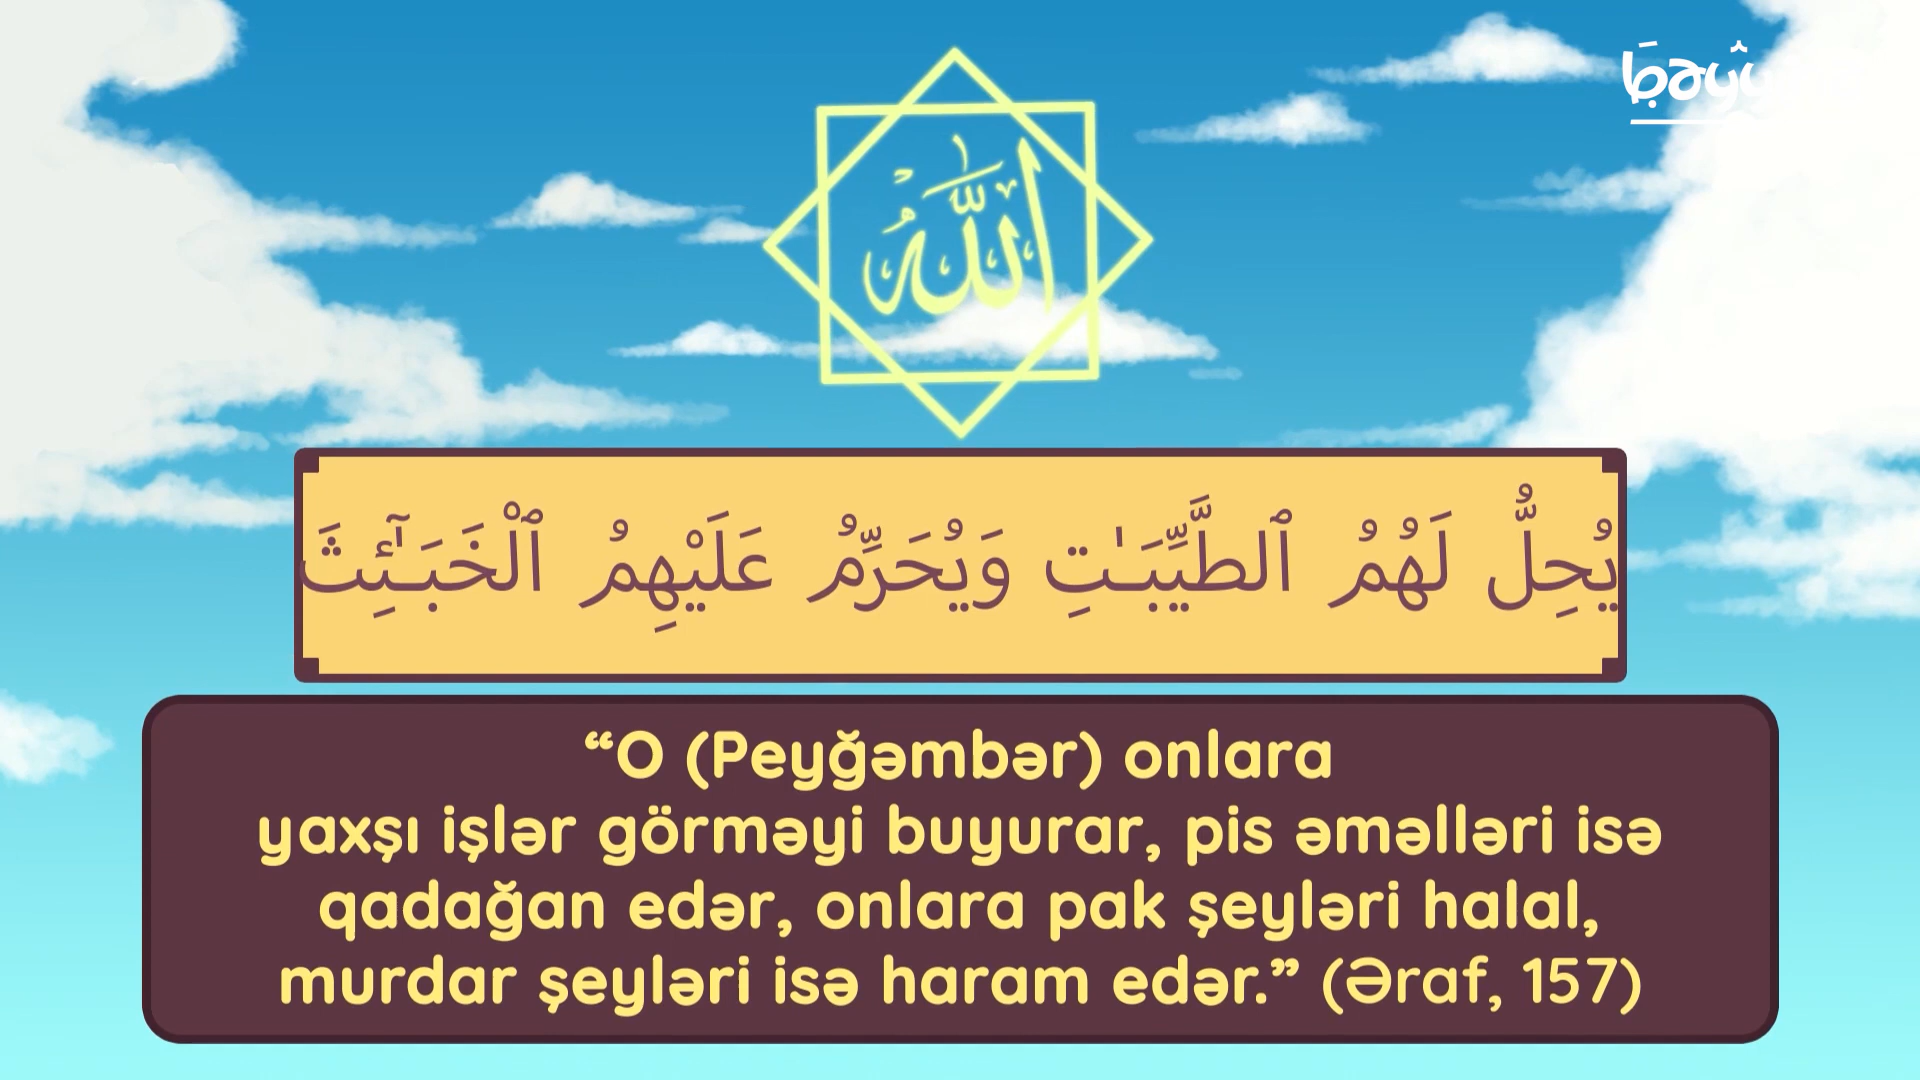 اللَّهُ
يُحِلُّ لَهُمُ ٱلطَّيِّبَـٰتِ وَيُحَرِّمُ عَلَيْهِمُ ٱلْخَبَـٰٓئِثَ
“O (Peyğəmbər) onlara
yaxşı işlər görməyi buyurar, pis əməlləri isə
qadağan edər, onlara pak şeyləri halal,
murdar şeyləri isə haram edər.” (Əraf, 157)